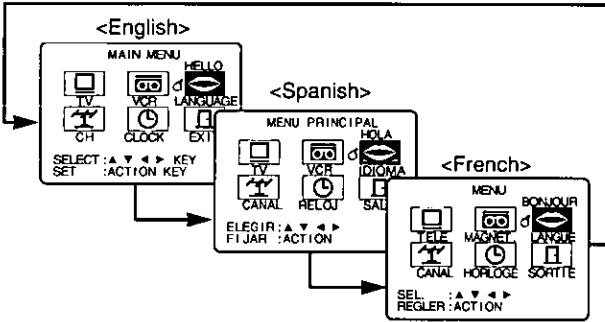 <English>
MAIN MENU
HELLO
TV VCR LANGUAGE
CH CLOCK EXIT
SELECT :▲ ▼ ◄ ► KEY
SET :ACTION KEY
<Spanish>
MENU PRINCIPAL
HOLA
TV VCR IDIOMA
CANAL RELOJ
ELEGIR :▲ ▼ ◄ ►
FIJAR :ACTION
<French>
MENU
BONJOUR
TELE MAGNET. LANGUE
CANAL HORLOGE SORTIE
SEL. :▲ ▼ ◄ ►
REGLER:ACTION